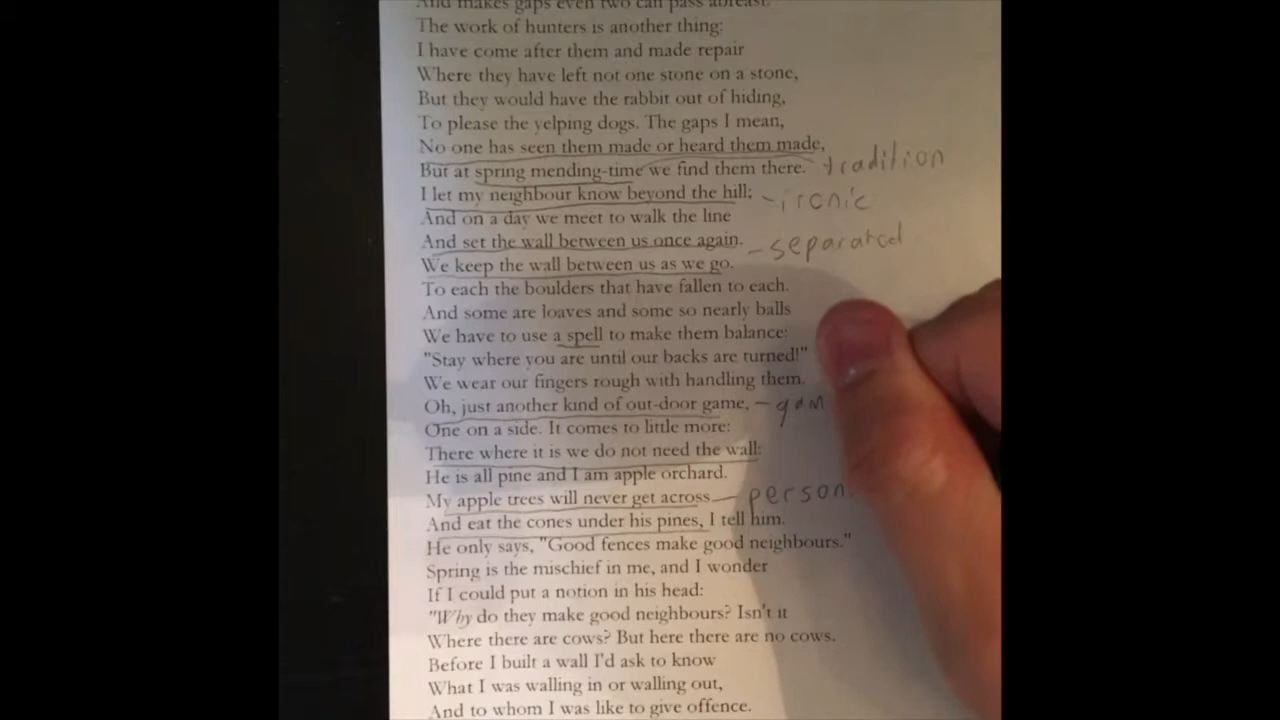 And makes gaps even two can pass abreast.
The work of hunters is another thing:
I have come after them and made repair
Where they have left not one stone on a stone,
But they would have the rabbit out of hiding,
To please the yelping dogs. The gaps I mean,
No one has seen them made or heard them made,
But at spring mending-time we find them there. tradition
I let my neighbour know beyond the hill; - ironic
And on a day we meet to walk the line
And set the wall between us once again. - separated
We keep the wall between us as we go.
To each the boulders that have fallen to each.
And some are loaves and some so nearly balls
We have to use a spell to make them balance:
"Stay where you are until our backs are turned!"
We wear our fingers rough with handling them.
Oh, just another kind of out-door game, - gam
One on a side. It comes to little more:
There where it is we do not need the wall:
He is all pine and I am apple orchard.
My apple trees will never get across - person
And eat the cones under his pines, I tell him.
He only says, "Good fences make good neighbours."
Spring is the mischief in me, and I wonder
If I could put a notion in his head:
"Why do they make good neighbours? Isn't it
Where there are cows? But here there are no cows.
Before I built a wall I'd ask to know
What I was walling in or walling out,
And to whom I was like to give offence.